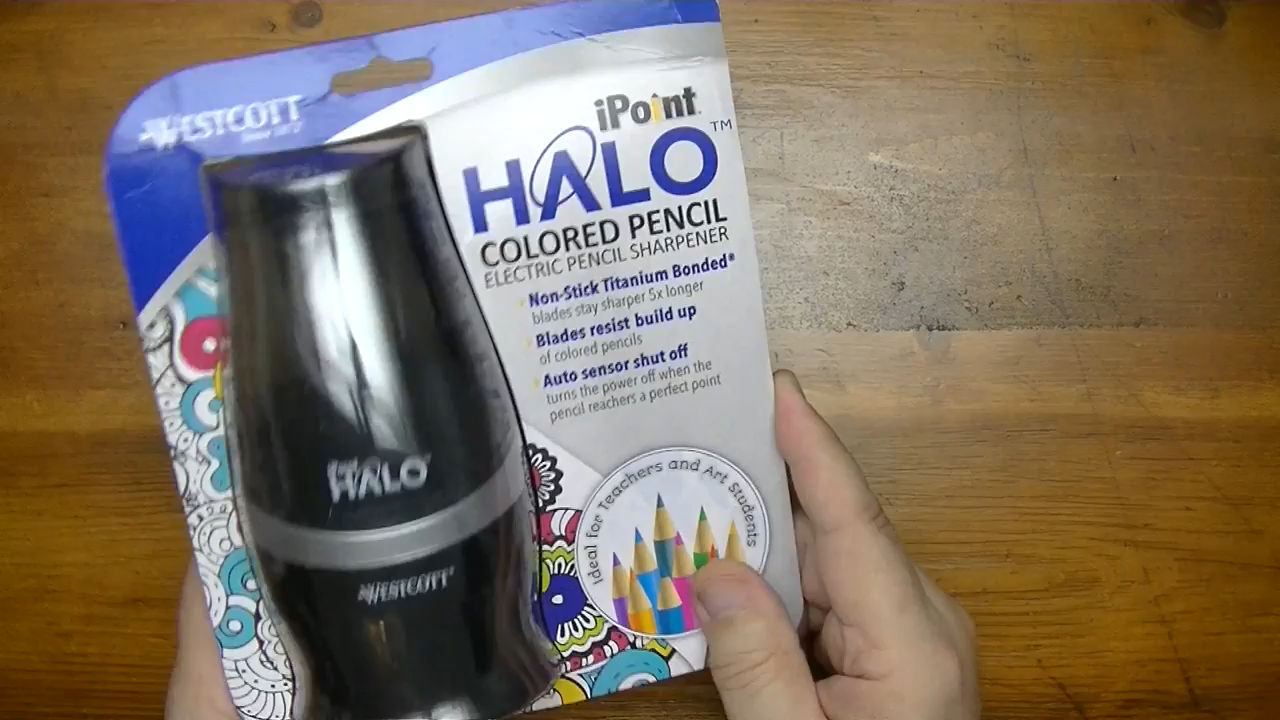 WESTCOTT
iPoint
HALO™
COLORED PENCIL
ELECTRIC PENCIL SHARPENER
Non-Stick Titanium Bonded®
blades stay sharper 5x longer
Blades resist build up
of colored pencils
Auto sensor shut off
turns the power off when the
pencil reachers a perfect point
HALO
WESTCOTT
Ideal for Teachers and Art Students